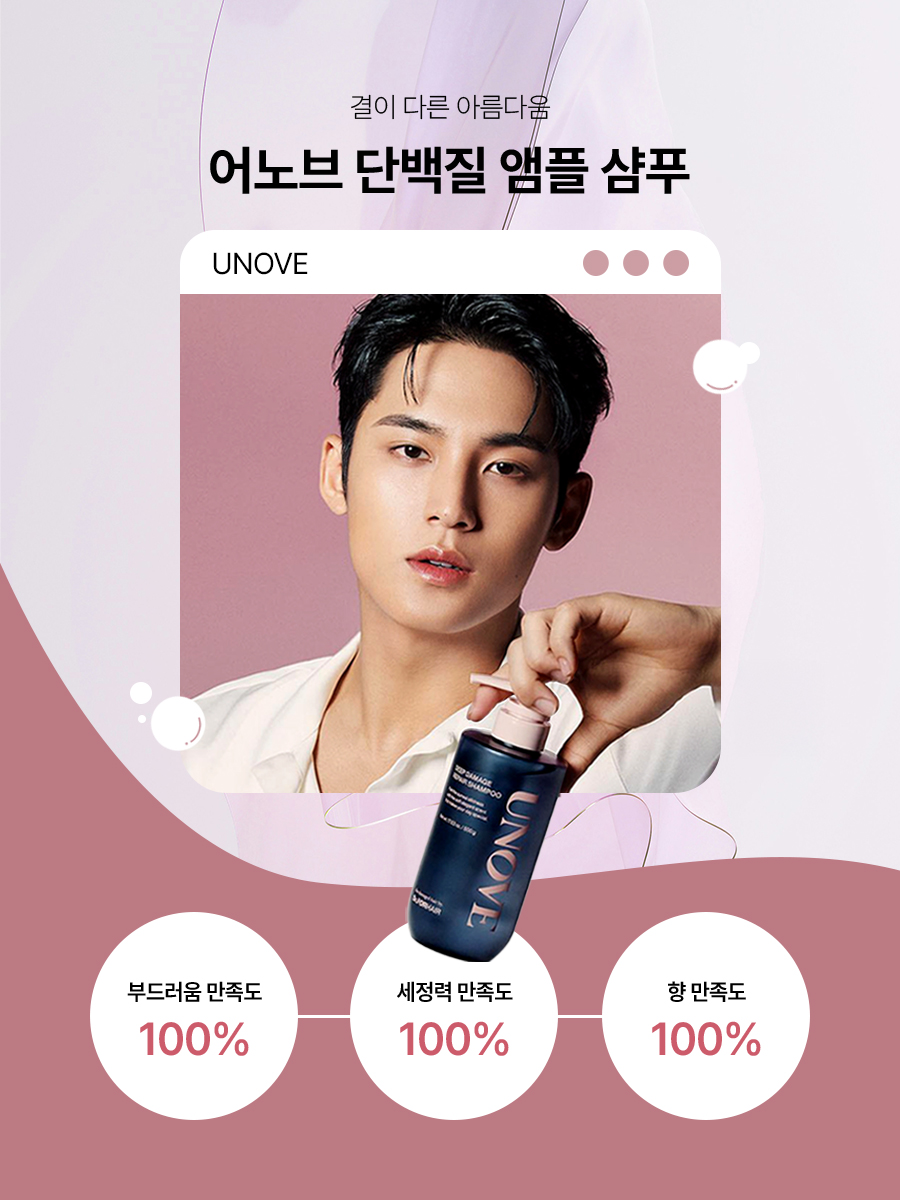 결이 다른 아름다움
어노브 단백질 앰플 샴푸
UNOVE
DEEP DAMAGE
REPAIR SHAMPOO
UNOVE
부드러움 만족도
100%
세정력 만족도
100%
향 만족도
100%